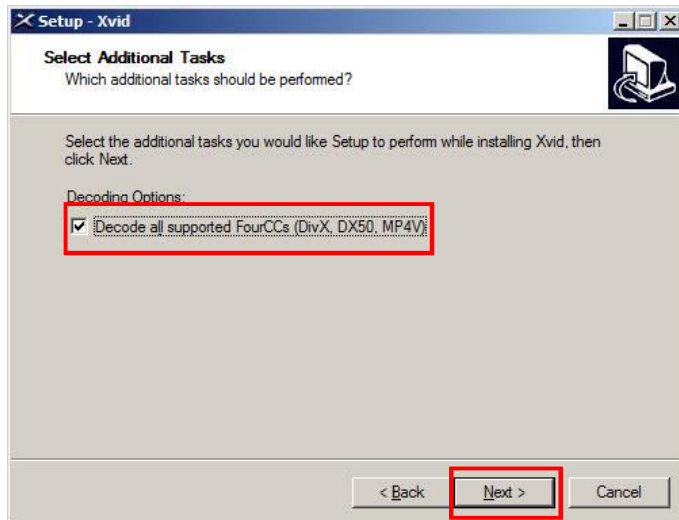 Setup - Xvid
Select Additional Tasks
Which additional tasks should be performed?
Select the additional tasks you would like Setup to perform while installing Xvid, then
click Next.
Decoding Options:
Decode all supported FourCCs (DivX, DX50, MP4V)
< Back Next > Cancel